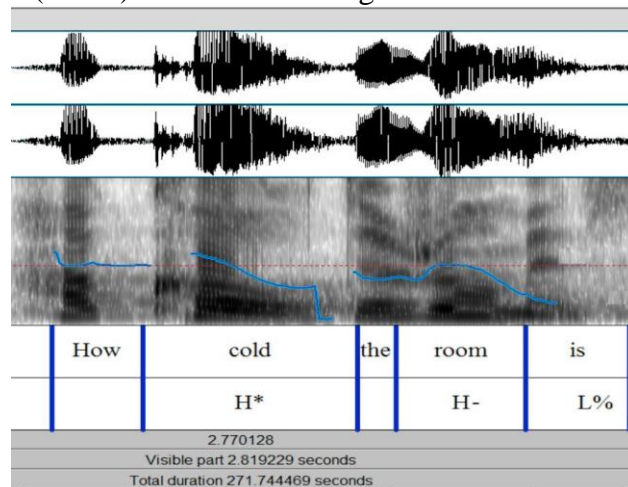 How cold the room is
H* H- L%
2.770128
Visible part 2.819229 seconds
Total duration 271.744469 seconds